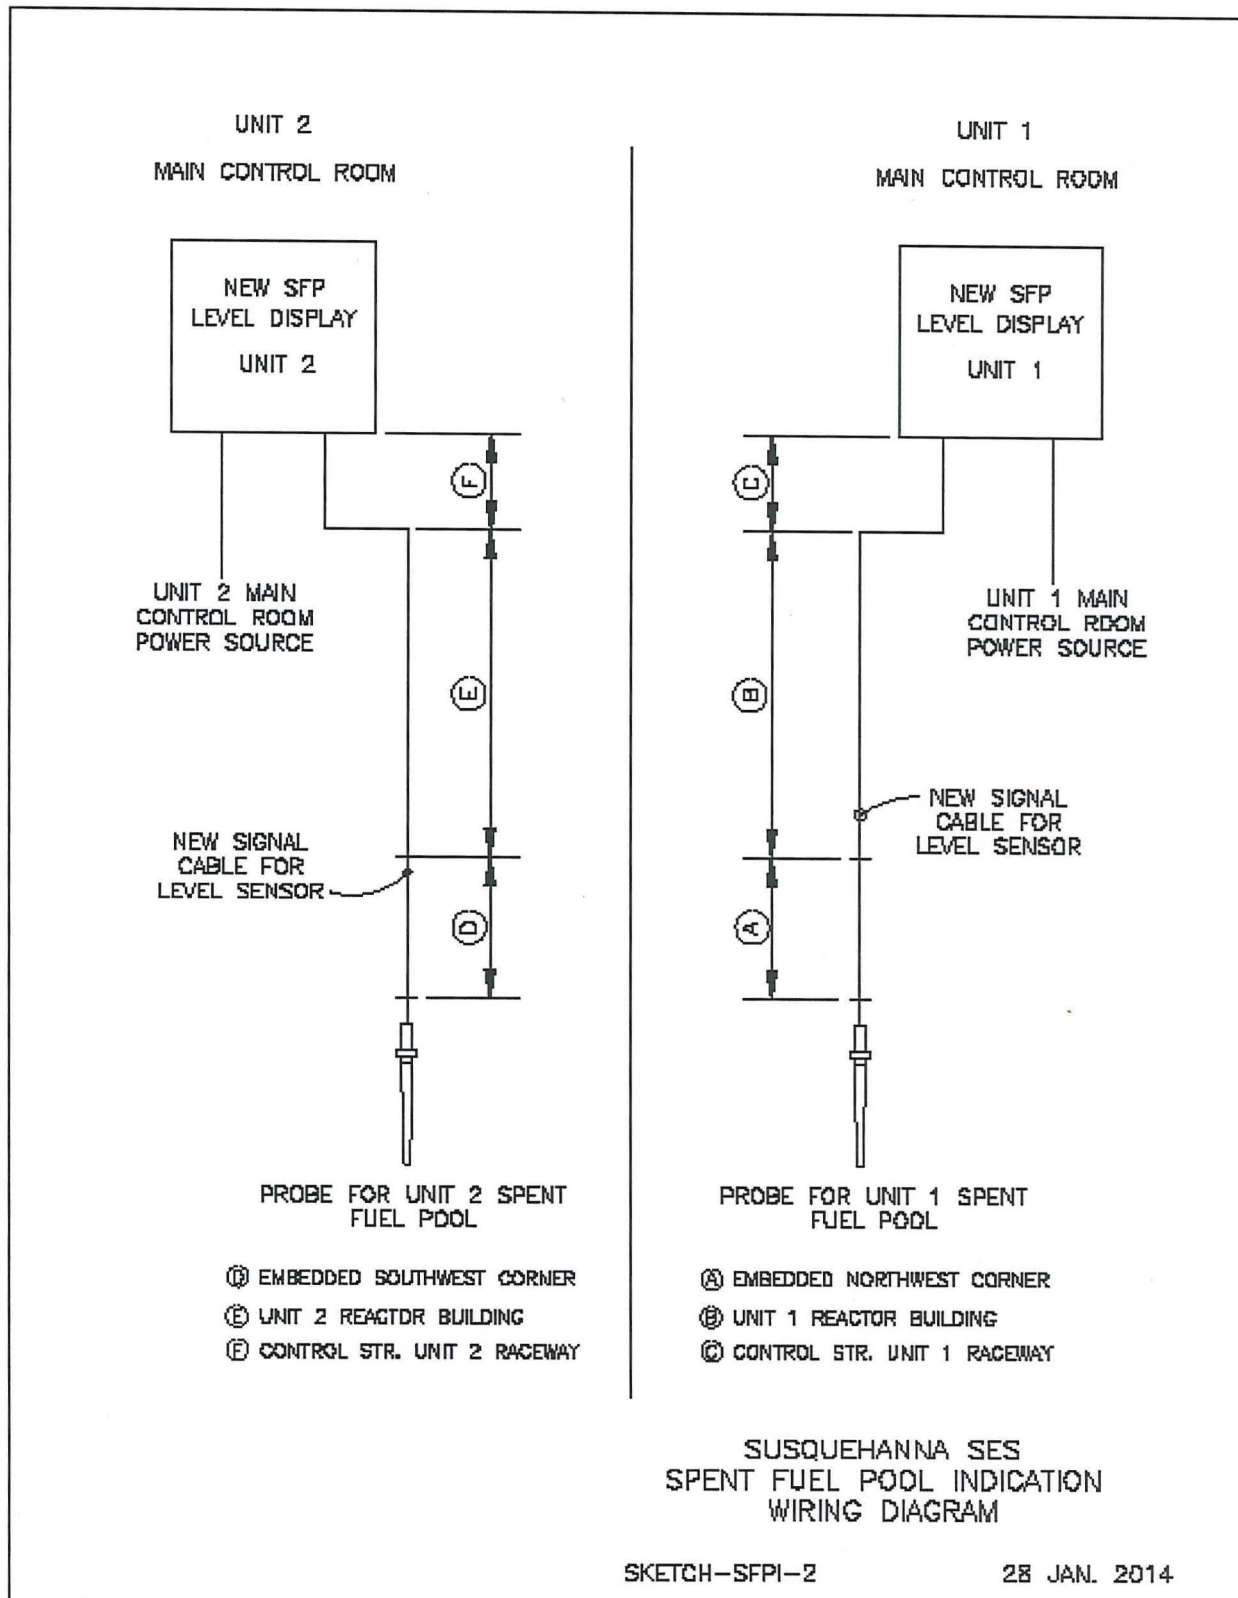 UNIT 2
MAIN CONTROL ROOM
NEW SFP
LEVEL DISPLAY
UNIT 2
F
UNIT 2 MAIN
CONTROL ROOM
POWER SOURCE
E
NEW SIGNAL
CABLE FOR
LEVEL SENSOR
D
PROBE FOR UNIT 2 SPENT
FUEL POOL
D EMBEDDED SOUTHWEST CORNER
E UNIT 2 REACTOR BUILDING
F CONTROL STR. UNIT 2 RACEWAY
UNIT 1
MAIN CONTROL ROOM
NEW SFP
LEVEL DISPLAY
UNIT 1
C
UNIT 1 MAIN
CONTROL ROOM
POWER SOURCE
B
NEW SIGNAL
CABLE FOR
LEVEL SENSOR
A
PROBE FOR UNIT 1 SPENT
FUEL POOL
A EMBEDDED NORTHWEST CORNER
B UNIT 1 REACTOR BUILDING
C CONTROL STR. UNIT 1 RACEWAY
SUSQUEHANNA SES
SPENT FUEL POOL INDICATION
WIRING DIAGRAM
SKETCH-SFPI-2 28 JAN. 2014